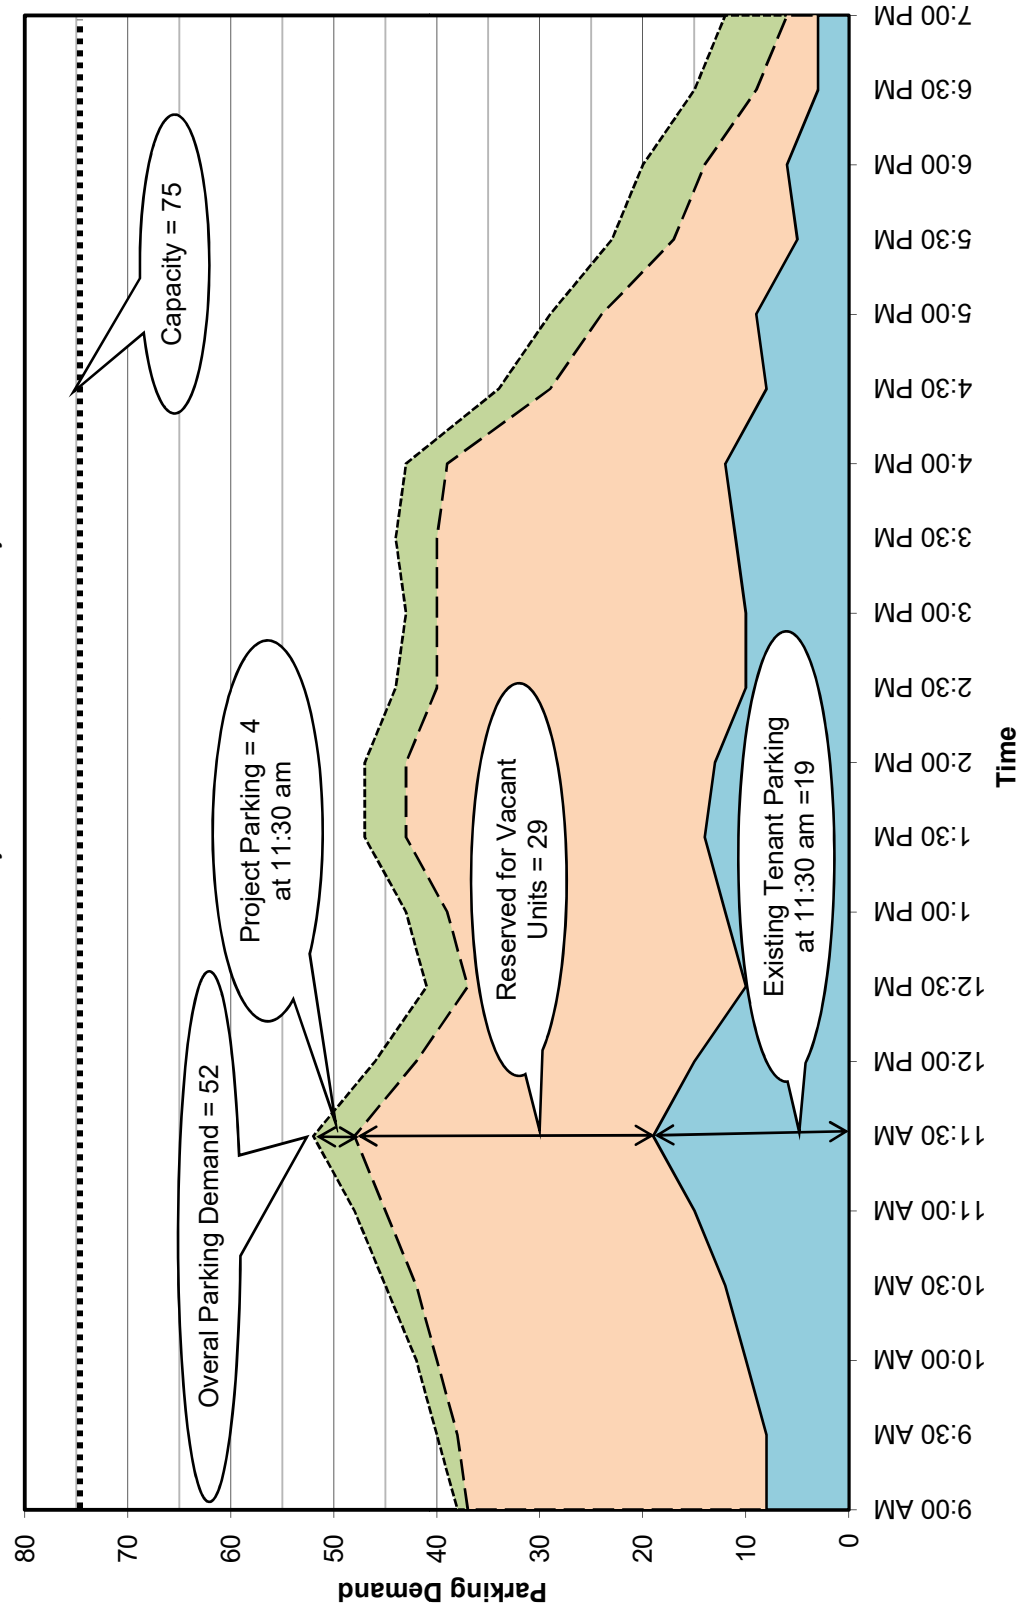 Capacity = 75
Overal Parking Demand = 52
Project Parking = 4
at 11:30 am
Reserved for Vacant
Units = 29
Existing Tenant Parking
at 11:30 am =19
Parking Demand
80
70
60
50
40
30
20
10
0
9:00 AM
9:30 AM
10:00 AM
10:30 AM
11:00 AM
11:30 AM
12:00 PM
12:30 PM
1:00 PM
1:30 PM
2:00 PM
2:30 PM
3:00 PM
3:30 PM
4:00 PM
4:30 PM
5:00 PM
5:30 PM
6:00 PM
6:30 PM
7:00 PM
Time